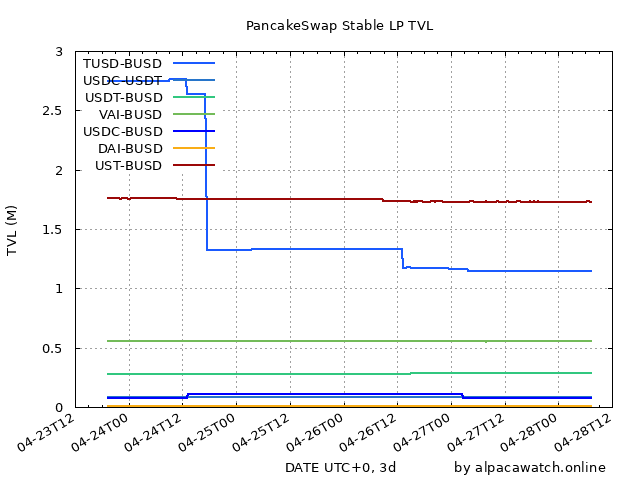 PancakeSwap Stable LP TVL
3
TUSD-BUSD
USDC-USDT
USDT-BUSD
VAI-BUSD
USDC-BUSD
DAI-BUSD
UST-BUSD
2.5
2
1.5
1
0.5
0
TVL (M)
04-23T12
04-24T00
04-24T12
04-25T00
04-25T12
04-26T00
04-26T12
04-27T00
04-27T12
04-28T00
04-28T12
DATE UTC+0, 3d
by alpacawatch.online